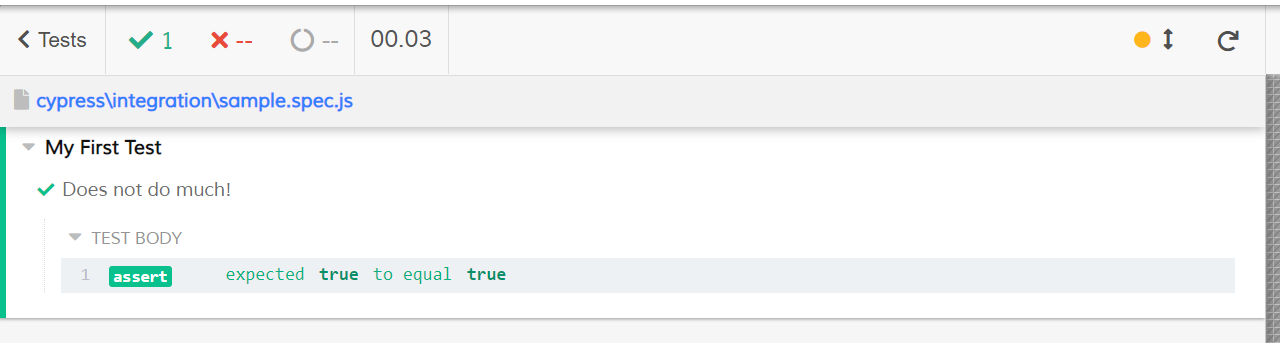 Tests 1 -- -- 00.03
cypress\integration\sample.spec.js
My First Test
Does not do much!
TEST BODY
1 assert expected true to equal true